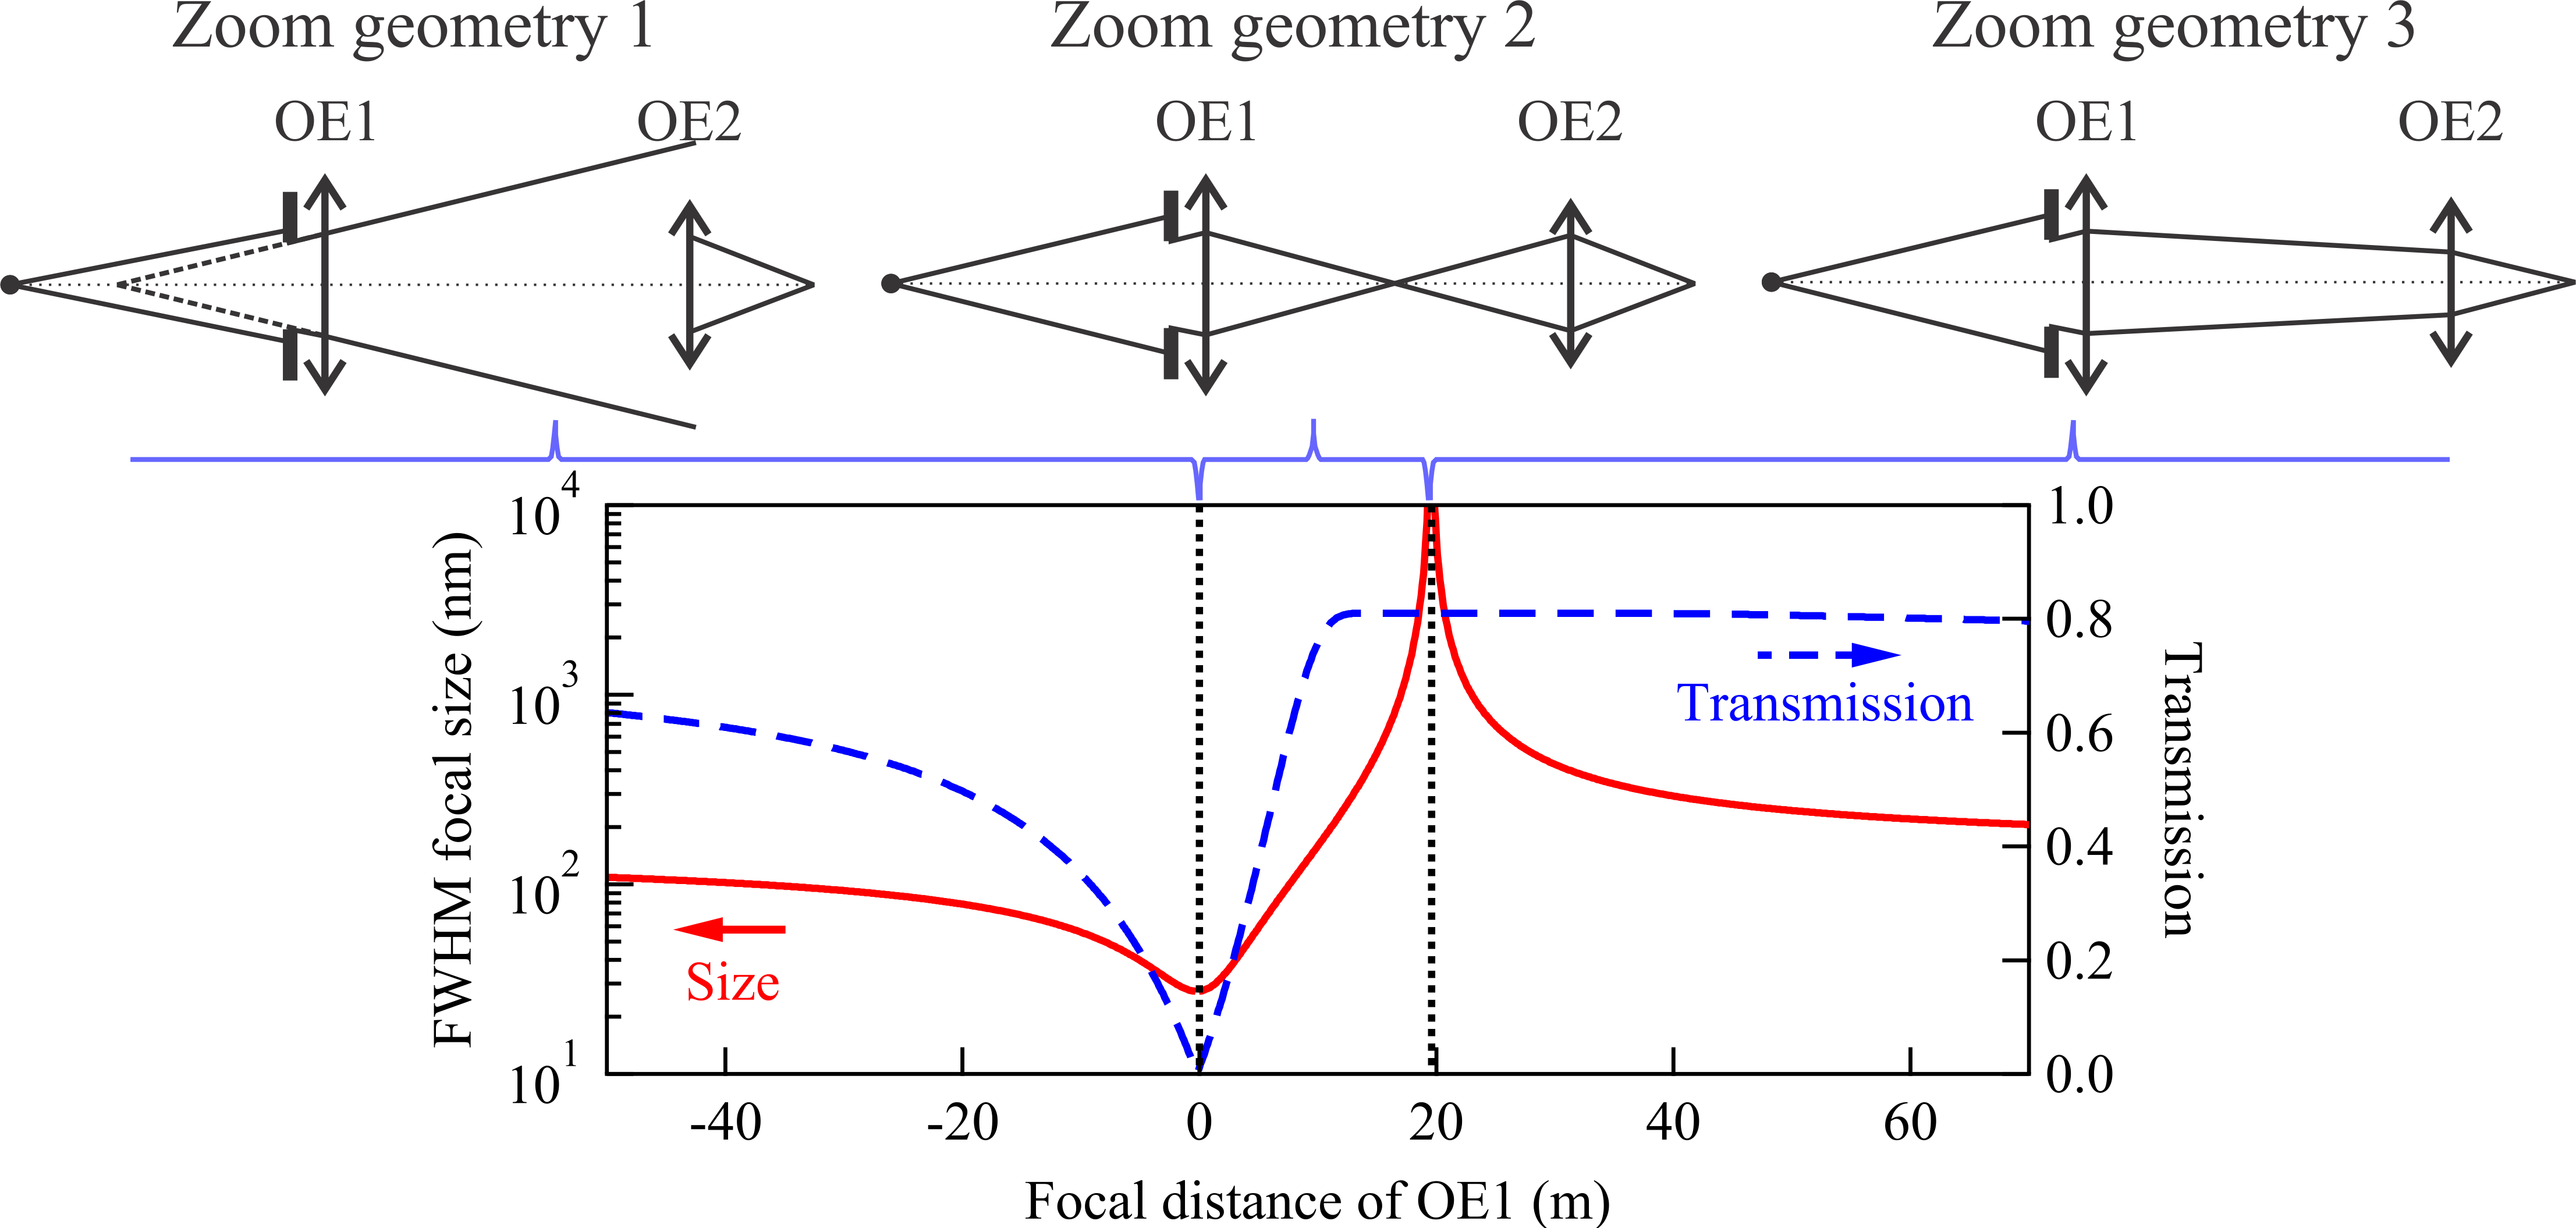 Zoom geometry 1
Zoom geometry 2
Zoom geometry 3
OE1
OE2
OE1
OE2
OE1
OE2
FWHM focal size (nm)
10^4
10^3
10^2
10^1
Size
Transmission
1.0
0.8
0.6
0.4
0.2
0.0
Transmission
-40
-20
0
20
40
60
Focal distance of OE1 (m)